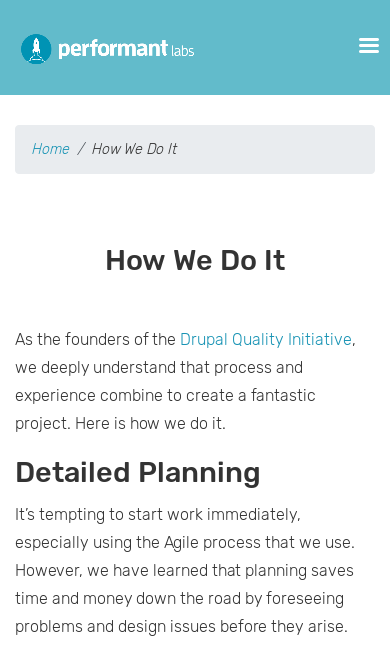 performant labs
Home / How We Do It
How We Do It
As the founders of the Drupal Quality Initiative,
we deeply understand that process and
experience combine to create a fantastic
project. Here is how we do it.
Detailed Planning
It’s tempting to start work immediately,
especially using the Agile process that we use.
However, we have learned that planning saves
time and money down the road by foreseeing
problems and design issues before they arise.